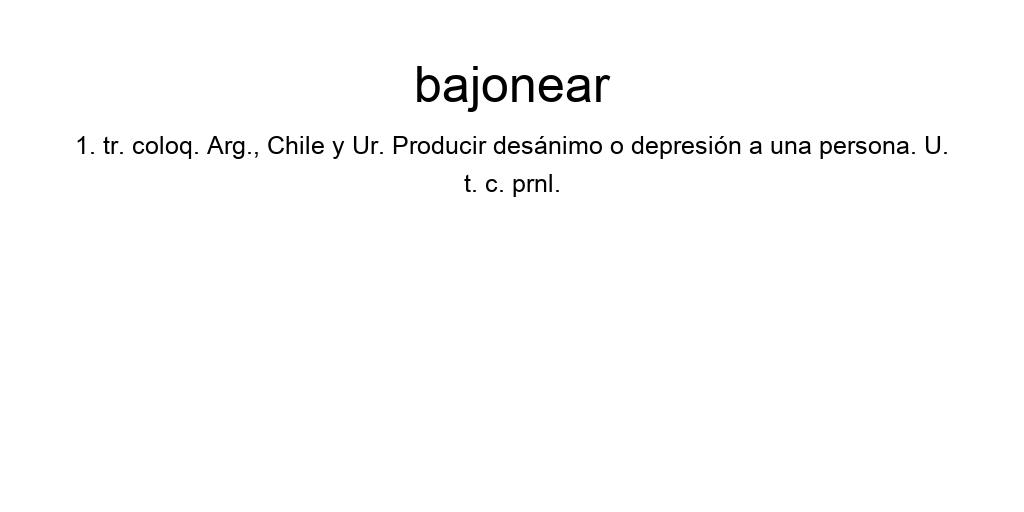 bajonear
1. tr. coloq. Arg., Chile y Ur. Producir desánimo o depresión a una persona. U.
t. c. prnl.